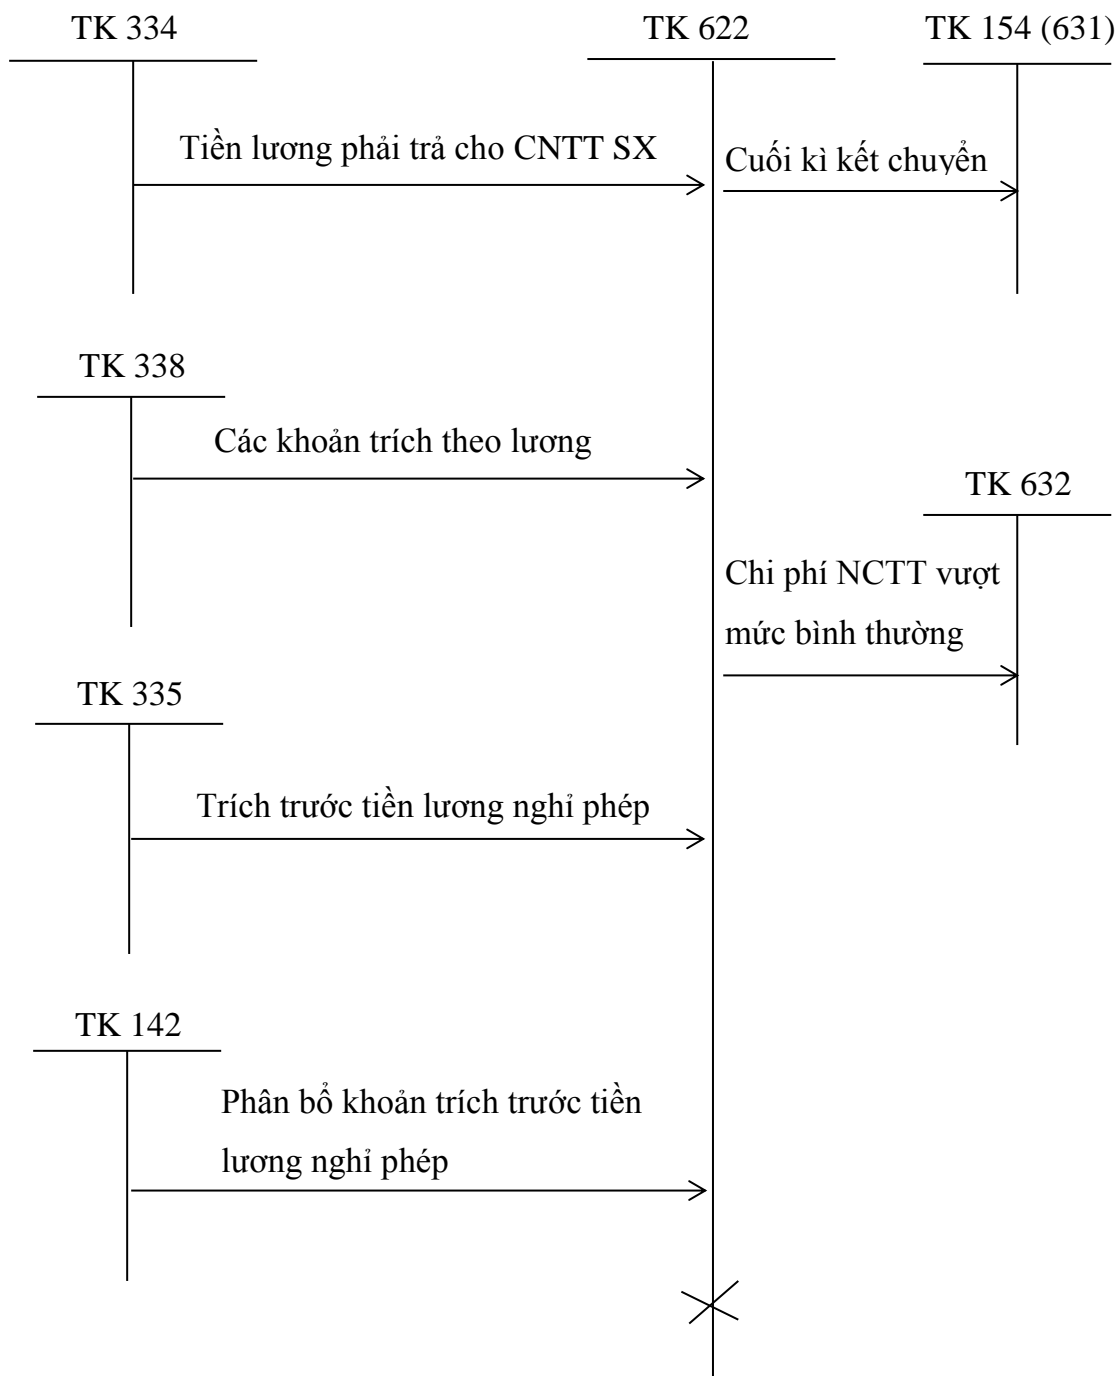 TK 334
TK 622
TK 154 (631)
Tiền lương phải trả cho CNTT SX
Cuối kì kết chuyển
TK 338
Các khoản trích theo lương
TK 632
Chi phí NCTT vượt
mức bình thường
TK 335
Trích trước tiền lương nghỉ phép
TK 142
Phân bổ khoản trích trước tiền
lương nghỉ phép